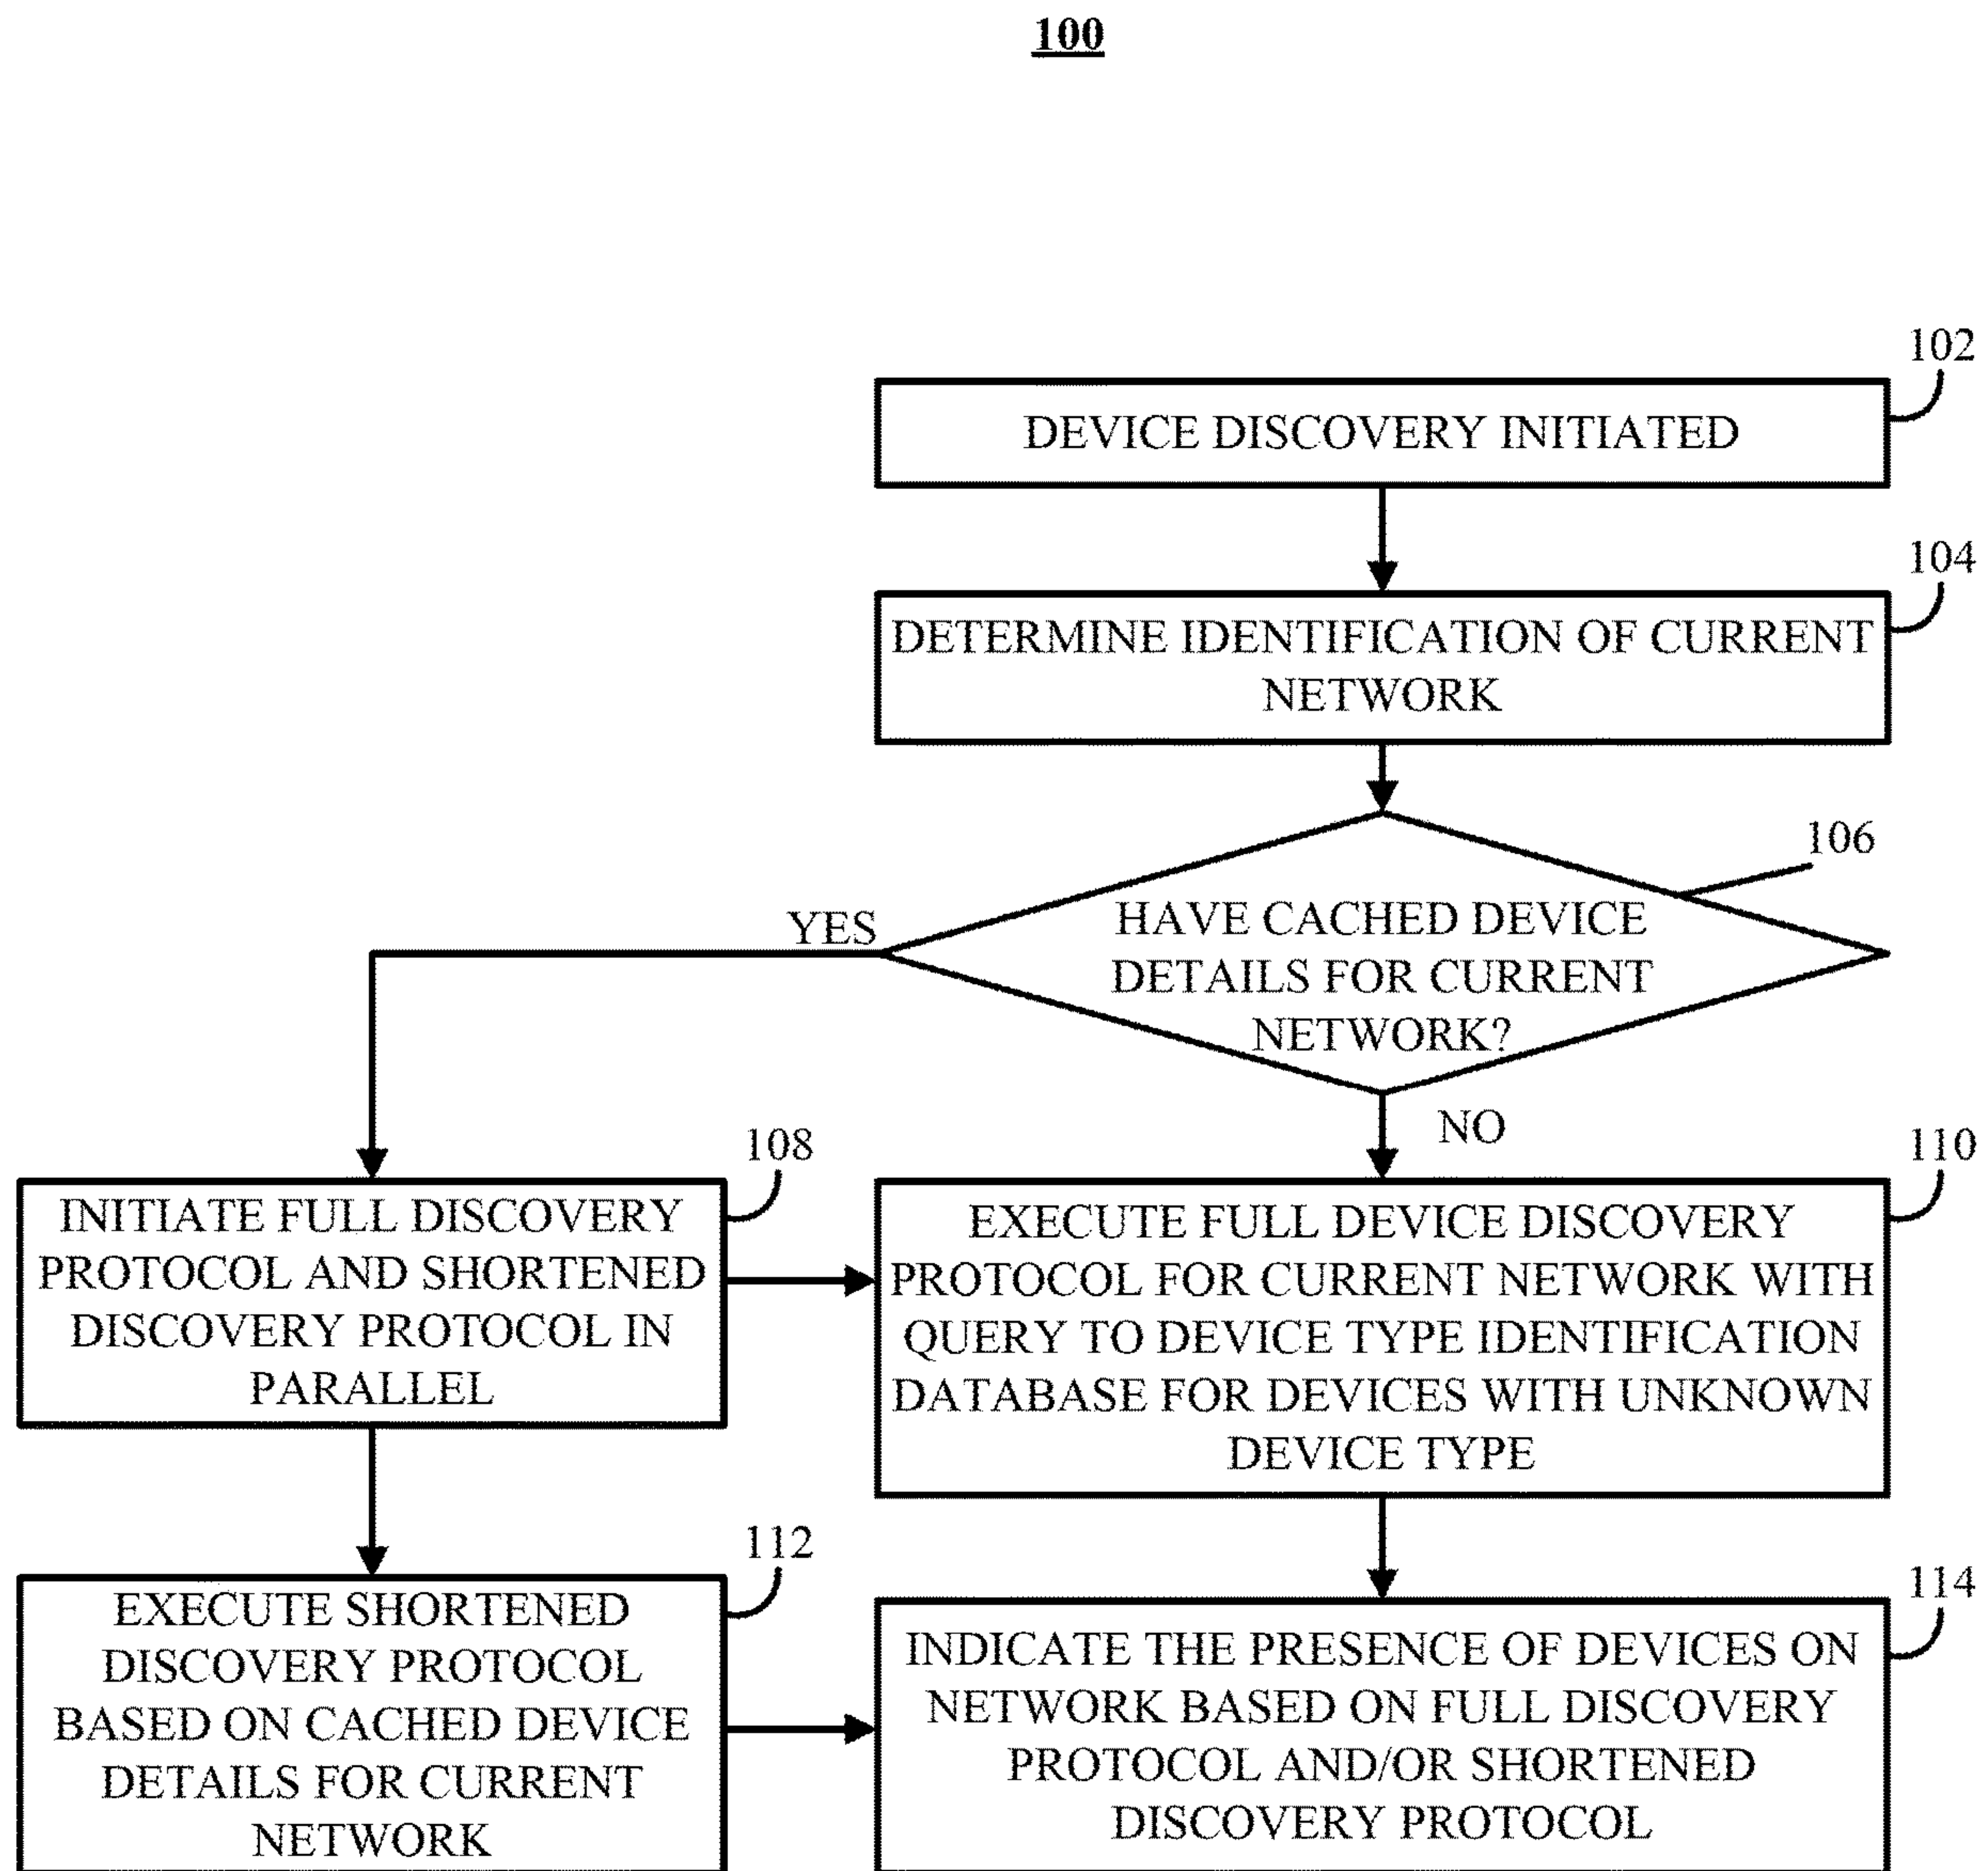 100
102
DEVICE DISCOVERY INITIATED
104
DETERMINE IDENTIFICATION OF CURRENT
NETWORK
106
HAVE CACHED DEVICE
DETAILS FOR CURRENT
NETWORK?
YES
NO
108
INITIATE FULL DISCOVERY
PROTOCOL AND SHORTENED
DISCOVERY PROTOCOL IN
PARALLEL
110
EXECUTE FULL DEVICE DISCOVERY
PROTOCOL FOR CURRENT NETWORK WITH
QUERY TO DEVICE TYPE IDENTIFICATION
DATABASE FOR DEVICES WITH UNKNOWN
DEVICE TYPE
112
EXECUTE SHORTENED
DISCOVERY PROTOCOL
BASED ON CACHED DEVICE
DETAILS FOR CURRENT
NETWORK
114
INDICATE THE PRESENCE OF DEVICES ON
NETWORK BASED ON FULL DISCOVERY
PROTOCOL AND/OR SHORTENED
DISCOVERY PROTOCOL